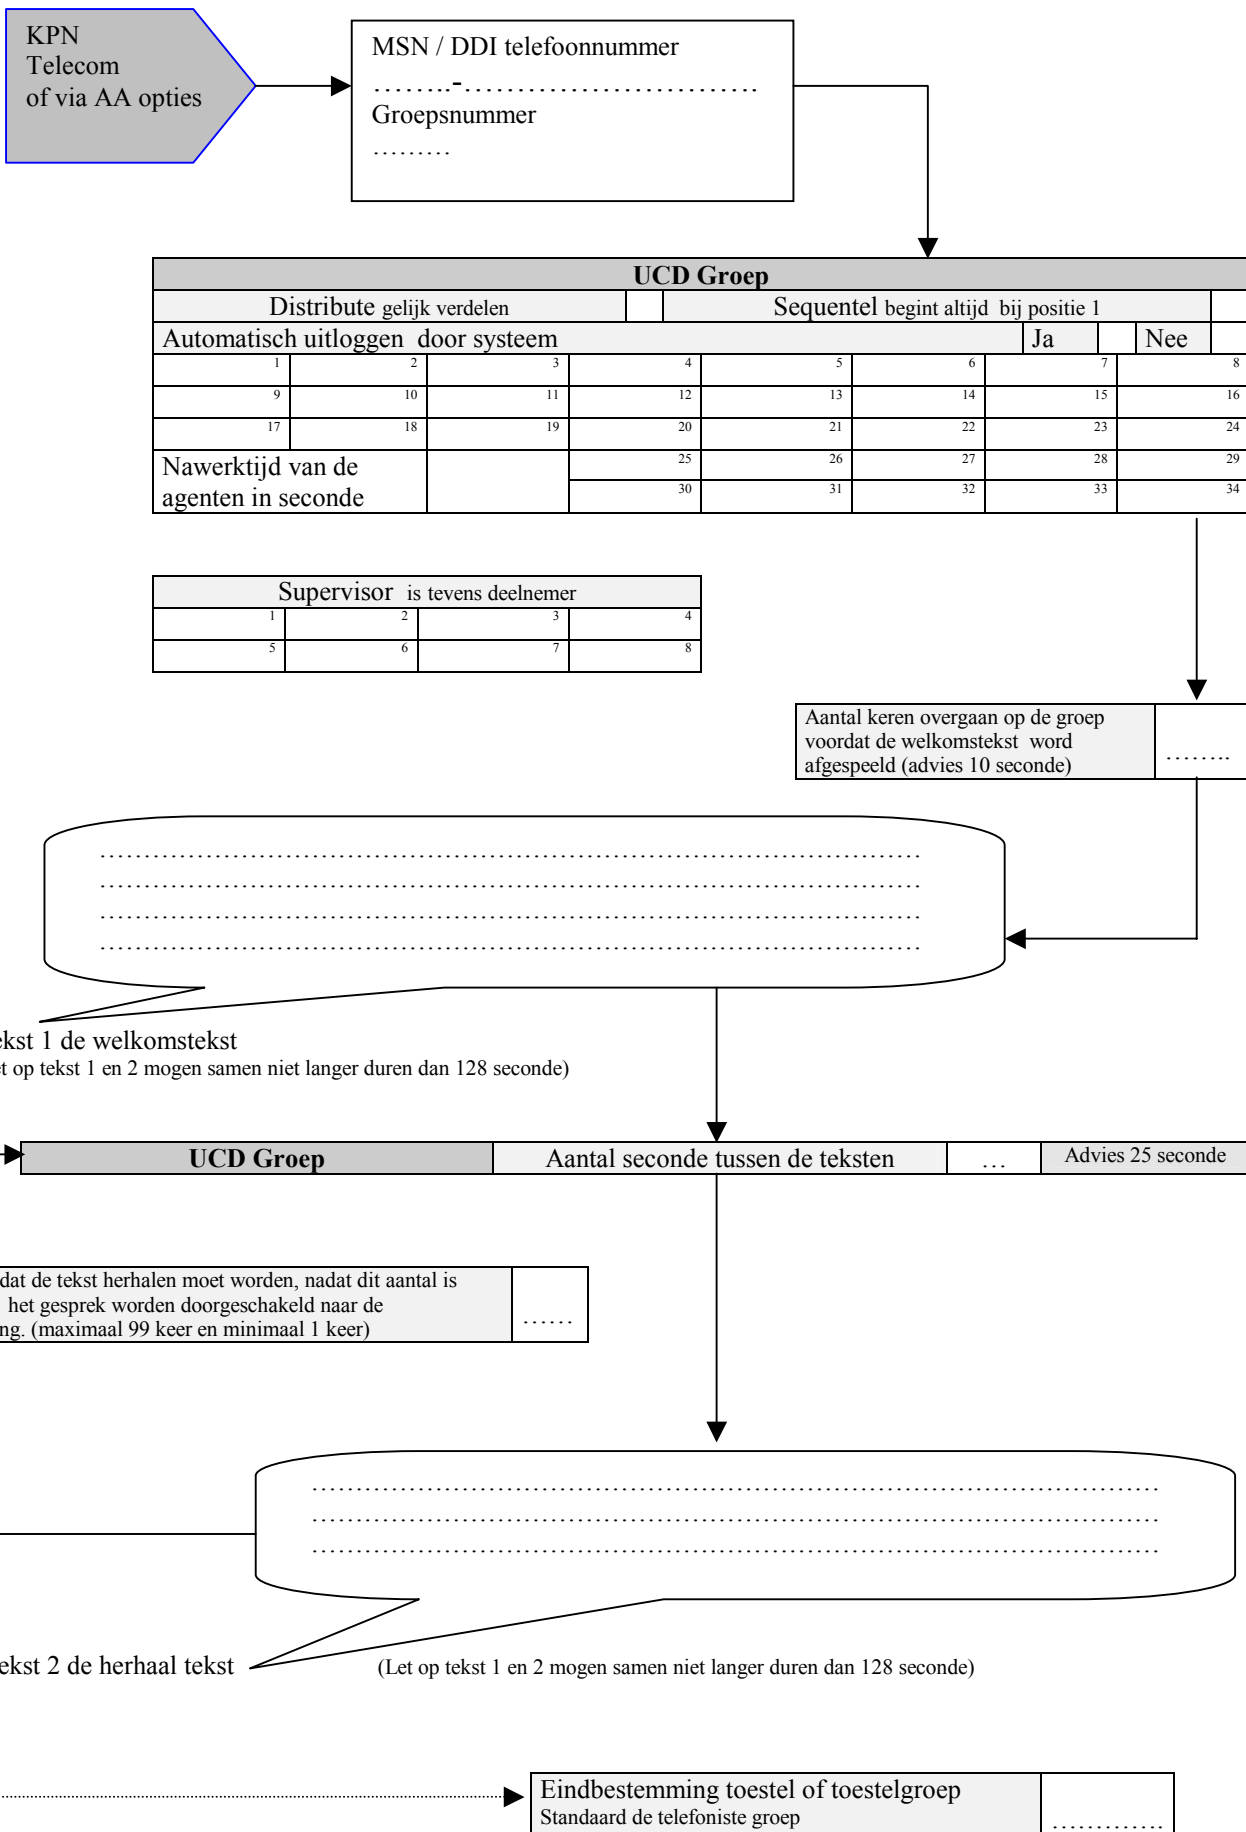 KPN
Telecom
of via AA opties
MSN / DDI telefoonnummer
……..-……………………….
Groepsnummer
………
UCD Groep
Distribute gelijk verdelen Sequentel begint altijd bij positie 1
Automatisch uitloggen door systeem Ja Nee
1 2 3 4 5 6 7 8
9 10 11 12 13 14 15 16
17 18 19 20 21 22 23 24
Nawerktijd van de 25 26 27 28 29
agenten in seconde 30 31 32 33 34
Supervisor is tevens deelnemer
1 2 3 4
5 6 7 8
Aantal keren overgaan op de groep
voordat de welkomstekst word
afgespeeld (advies 10 seconde) ……..
…………………………………………………………………………………
…………………………………………………………………………………
…………………………………………………………………………………
…………………………………………………………………………………
ekst 1 de welkomstekst
et op tekst 1 en 2 mogen samen niet langer duren dan 128 seconde)
UCD Groep Aantal seconde tussen de teksten … Advies 25 seconde
dat de tekst herhalen moet worden, nadat dit aantal is
het gesprek worden doorgeschakeld naar de
ng. (maximaal 99 keer en minimaal 1 keer) ……
……………………………………………………………………………………
……………………………………………………………………………………
……………………………………………………………………………………
ekst 2 de herhaal tekst (Let op tekst 1 en 2 mogen samen niet langer duren dan 128 seconde)
Eindbestemming toestel of toestelgroep
Standaard de telefoniste groep ………….